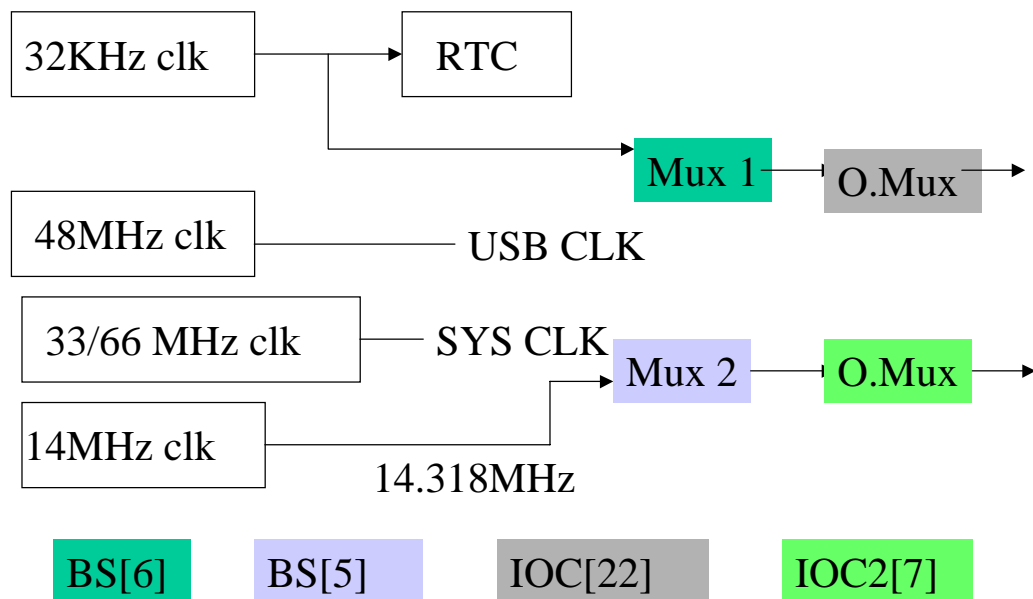 32KHz clk
RTC
Mux 1
O.Mux
48MHz clk
USB CLK
33/66 MHz clk
SYS CLK
Mux 2
O.Mux
14MHz clk
14.318MHz
BS[6]
BS[5]
IOC[22]
IOC2[7]